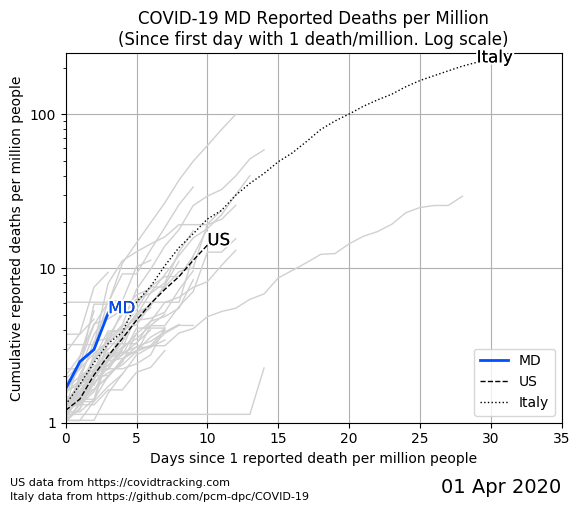 COVID-19 MD Reported Deaths per Million
(Since first day with 1 death/million. Log scale)
Cumulative reported deaths per million people
100
10
1
Italy
US
MD
MD
US
Italy
0 5 10 15 20 25 30 35
Days since 1 reported death per million people
US data from https://covidtracking.com
Italy data from https://github.com/pcm-dpc/COVID-19
01 Apr 2020